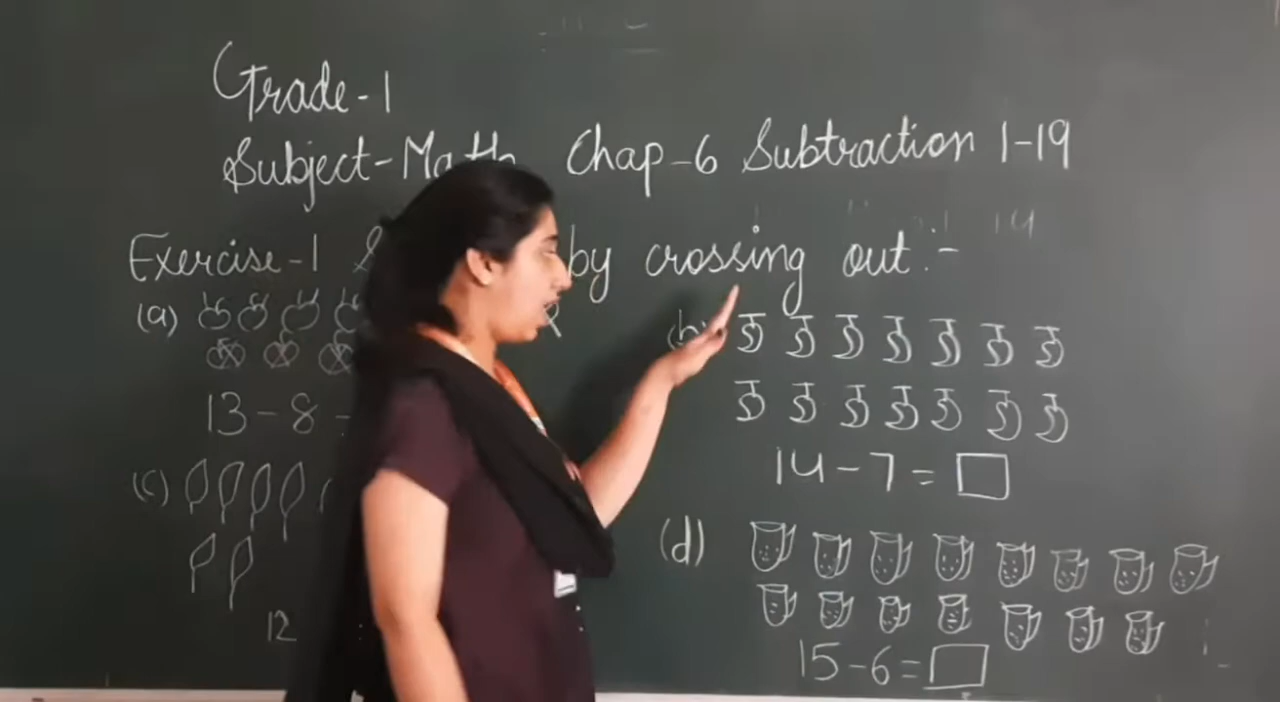 Grade-1
Subject-Math Chap-6 Subtraction 1-19
Exercise-1 by crossing out:-
(a)
(b)
13-8
14-7=
(c)
(d)
12
15-6=